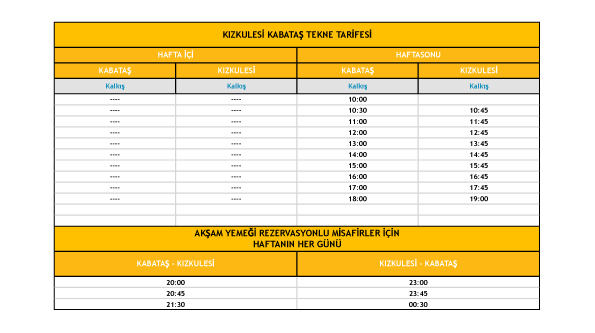 KIZKULESİ KABATAŞ TEKNE TARİFESİ
HAFTA İÇİ HAFTASONU
KABATAŞ KIZKULESİ KABATAŞ KIZKULESİ
Kalkış Kalkış Kalkış Kalkış
---- ---- 10:00
---- ---- 10:30 10:45
---- ---- 11:00 11:45
---- ---- 12:00 12:45
---- ---- 13:00 13:45
---- ---- 14:00 14:45
---- ---- 15:00 15:45
---- ---- 16:00 16:45
---- ---- 17:00 17:45
---- ---- 18:00 19:00
AKŞAM YEMEĞİ REZERVASYONLU MİSAFİRLER İÇİN
HAFTANIN HER GÜNÜ
KABATAŞ - KIZKULESİ KIZKULESİ - KABATAŞ
20:00 23:00
20:45 23:45
21:30 00:30